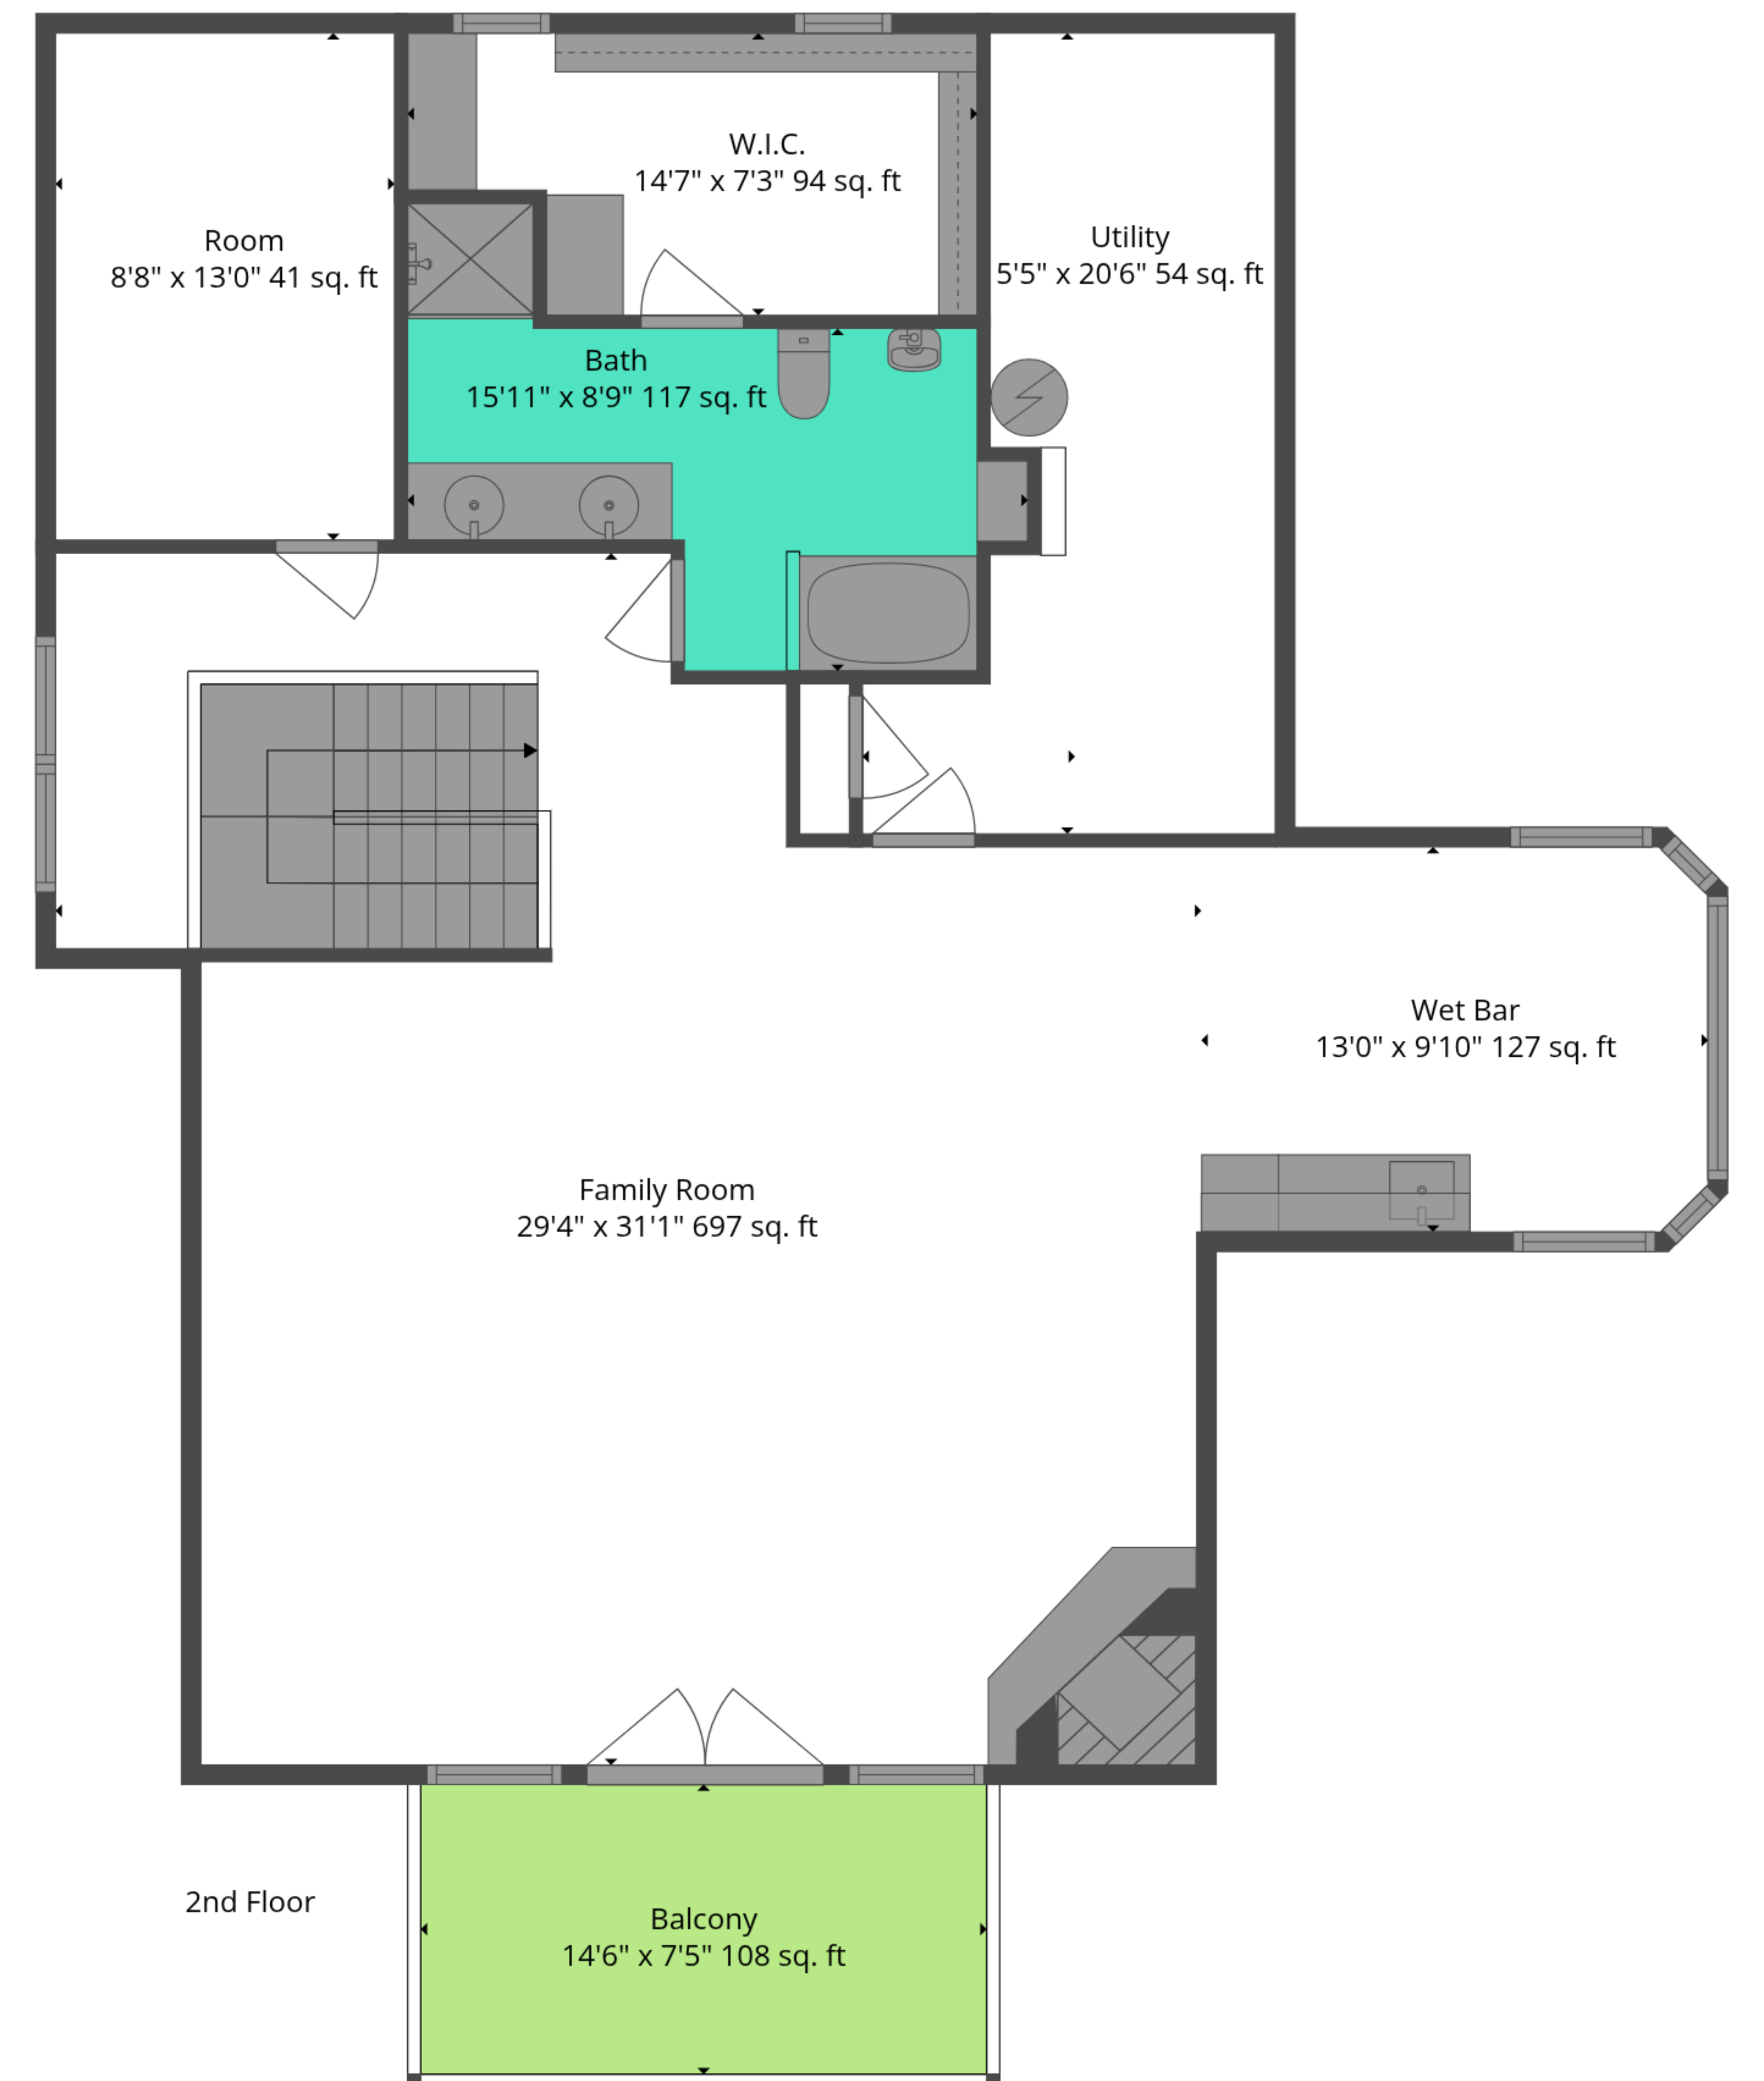 W.I.C.
14'7" x 7'3" 94 sq. ft
Room
8'8" x 13'0" 41 sq. ft
Utility
5'5" x 20'6" 54 sq. ft
Bath
15'11" x 8'9" 117 sq. ft
Wet Bar
13'0" x 9'10" 127 sq. ft
Family Room
29'4" x 31'1" 697 sq. ft
2nd Floor
Balcony
14'6" x 7'5" 108 sq. ft